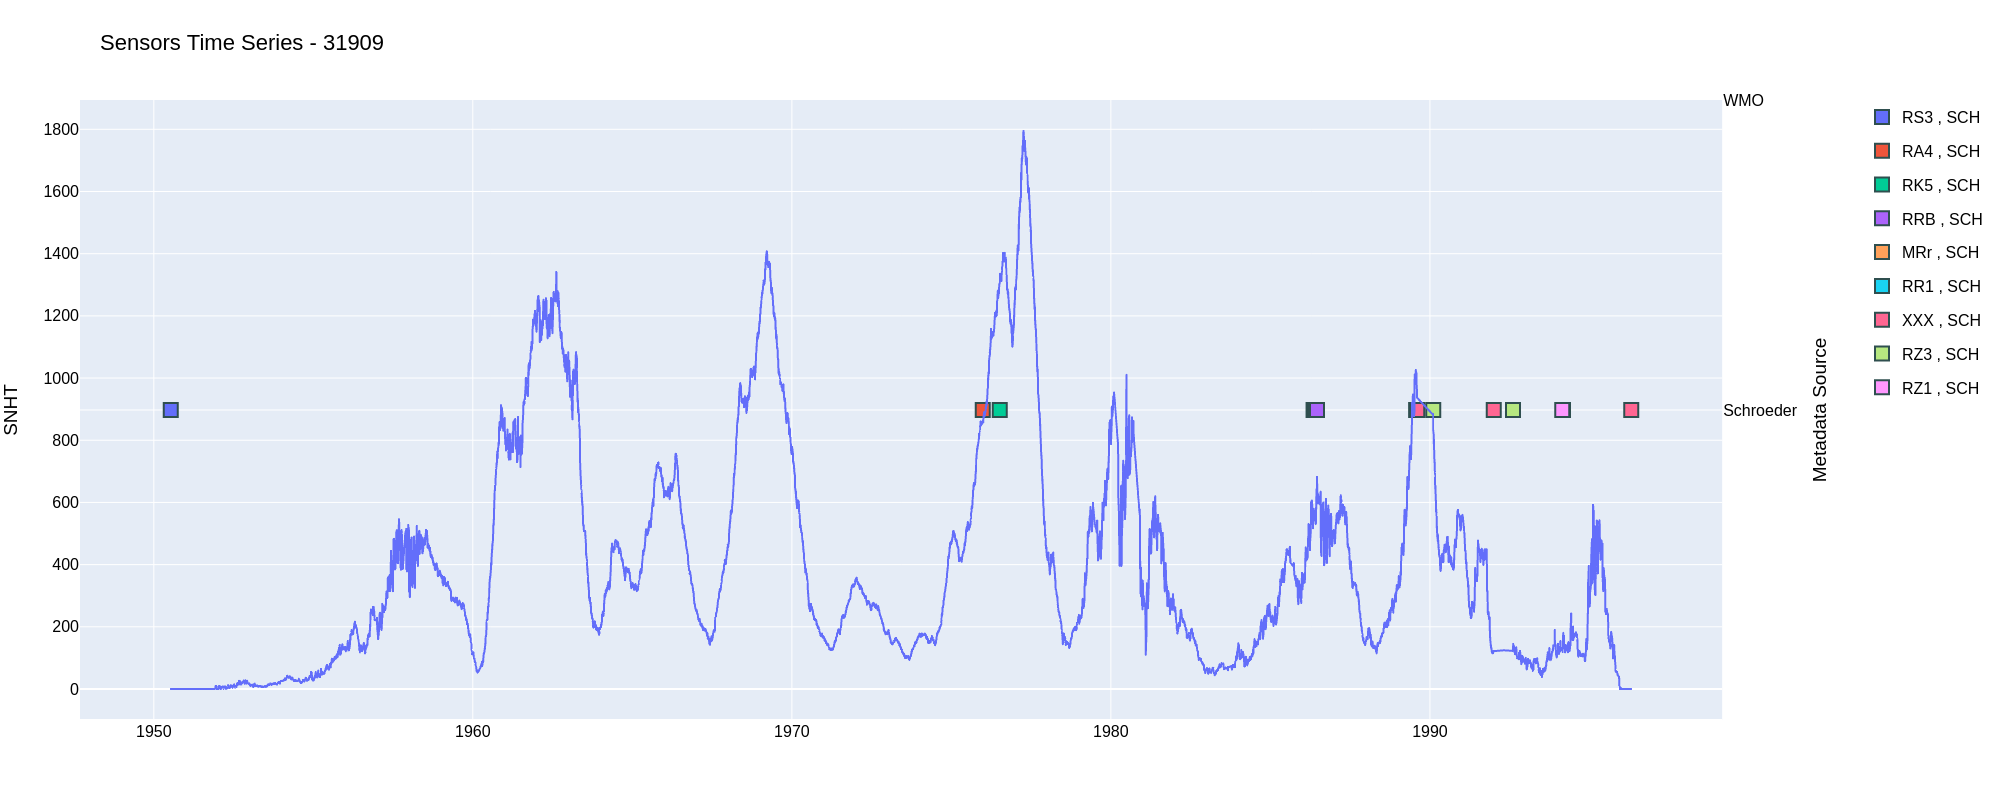 Sensors Time Series - 31909
WMO
Schroeder
Metadata Source
SNHT
1800
1600
1400
1200
1000
800
600
400
200
0
1950
1960
1970
1980
1990
RS3 , SCH
RA4 , SCH
RK5 , SCH
RRB , SCH
MRr , SCH
RR1 , SCH
XXX , SCH
RZ3 , SCH
RZ1 , SCH